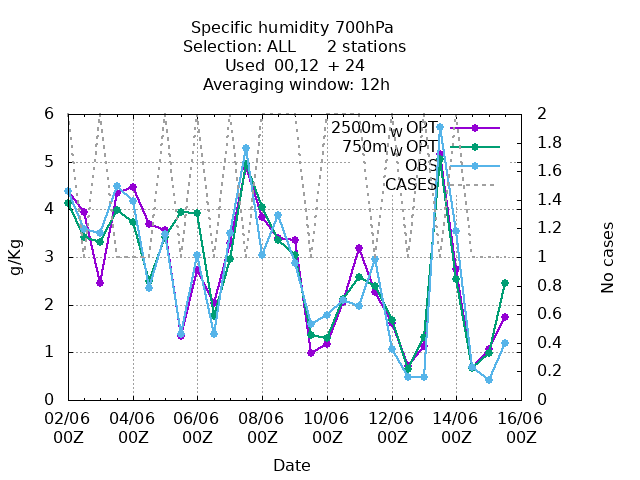 Specific humidity 700hPa
Selection: ALL 2 stations
Used 00,12 + 24
Averaging window: 12h
2500m_W OPT
750m_W OPT
OBS
CASES
g/Kg
6
5
4
3
2
1
0
2
1.8
1.6
1.4
1.2
1
0.8
0.6
0.4
0.2
0
No cases
02/06 04/06 06/06 08/06 10/06 12/06 14/06 16/06
00Z 00Z 00Z 00Z 00Z 00Z 00Z 00Z
Date